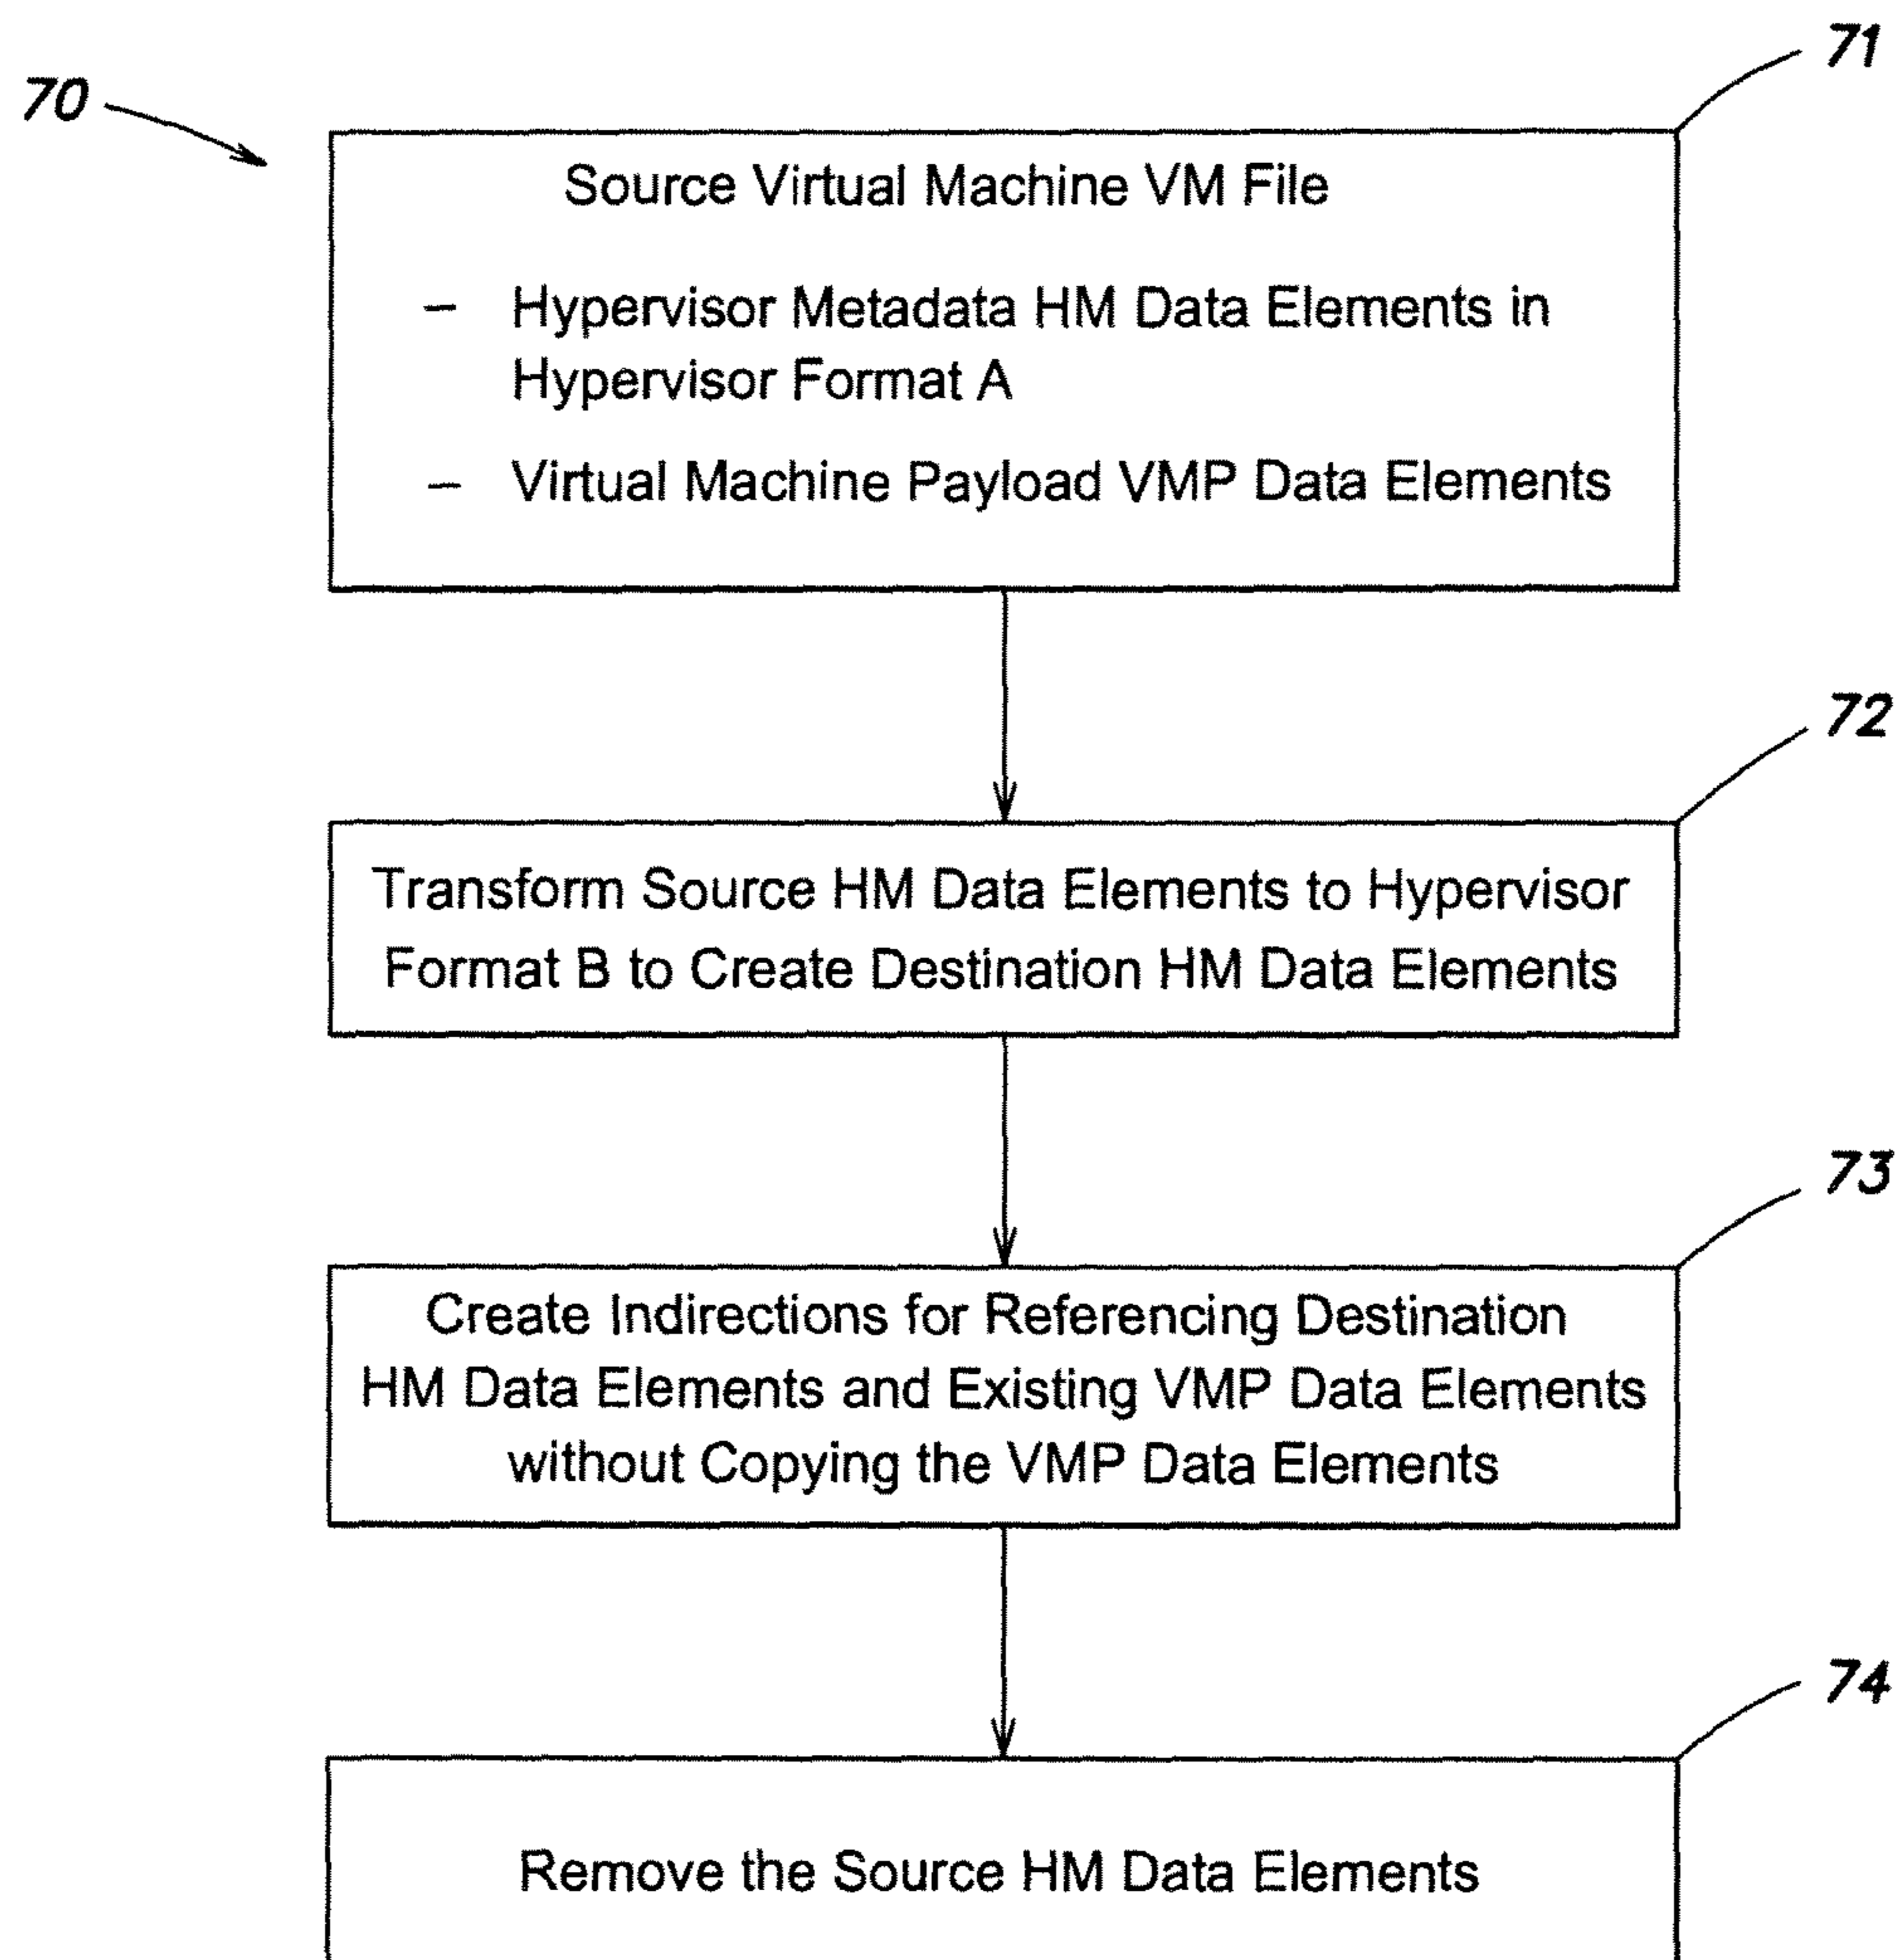 70
71
Source Virtual Machine VM File
- Hypervisor Metadata HM Data Elements in
Hypervisor Format A
- Virtual Machine Payload VMP Data Elements
72
Transform Source HM Data Elements to Hypervisor
Format B to Create Destination HM Data Elements
73
Create Indirections for Referencing Destination
HM Data Elements and Existing VMP Data Elements
without Copying the VMP Data Elements
74
Remove the Source HM Data Elements